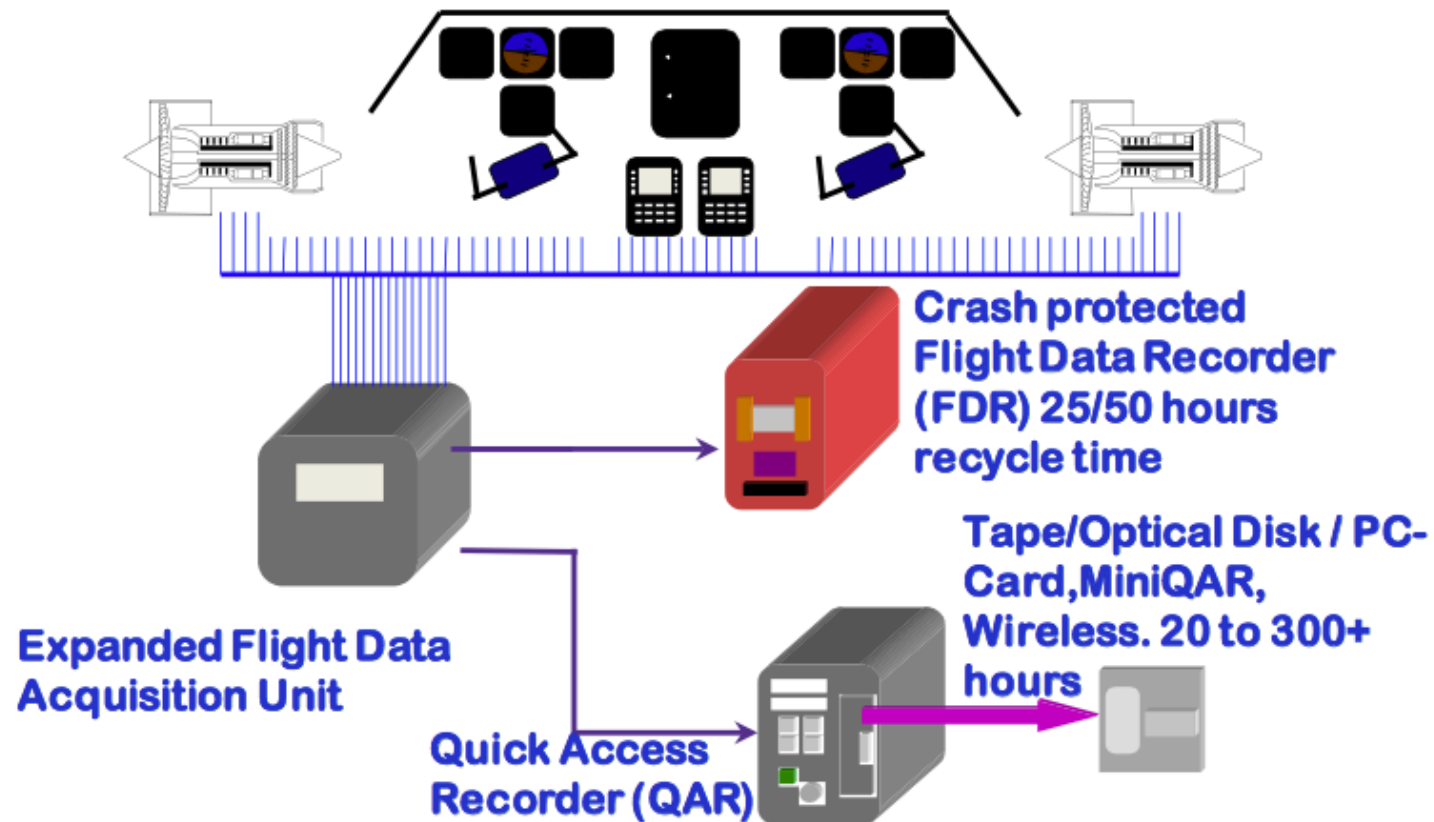 Crash protected
Flight Data Recorder
(FDR) 25/50 hours
recycle time
Tape/Optical Disk / PC-
Card,MiniQAR,
Wireless. 20 to 300+
hours
Expanded Flight Data
Acquisition Unit
Quick Access
Recorder (QAR)